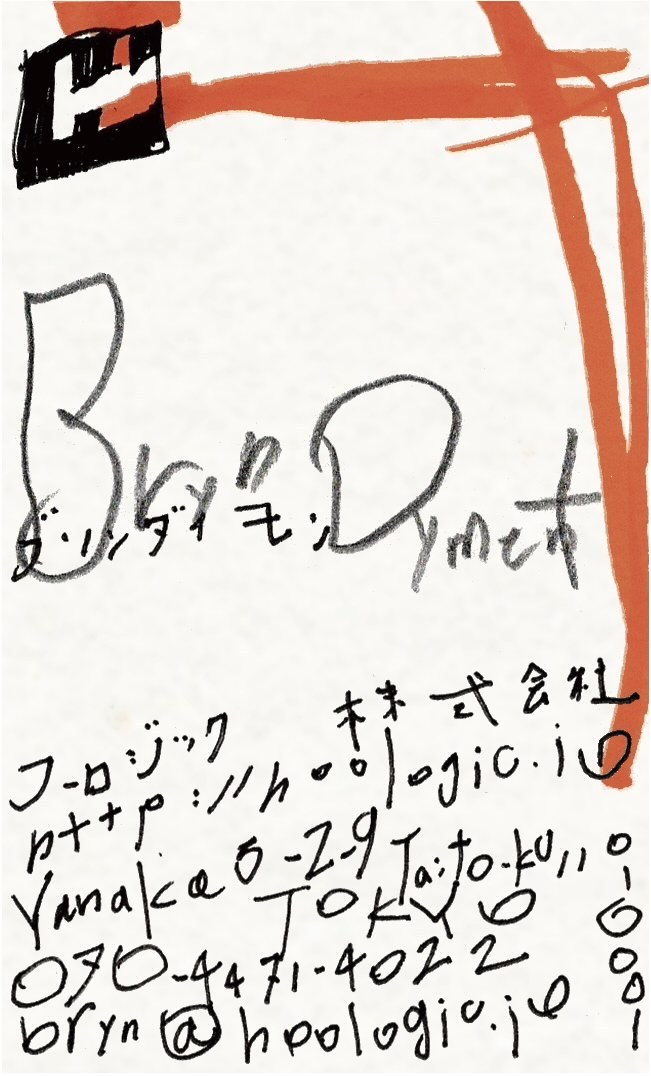 Bryn Dyment
ブリンダイモン
株式会社
フーロジック
http://hoologic.io
Yanaka 5-2-9 Taito-ku 110-0001
TOKYO
070-4471-4022
bryn@hoologic.io